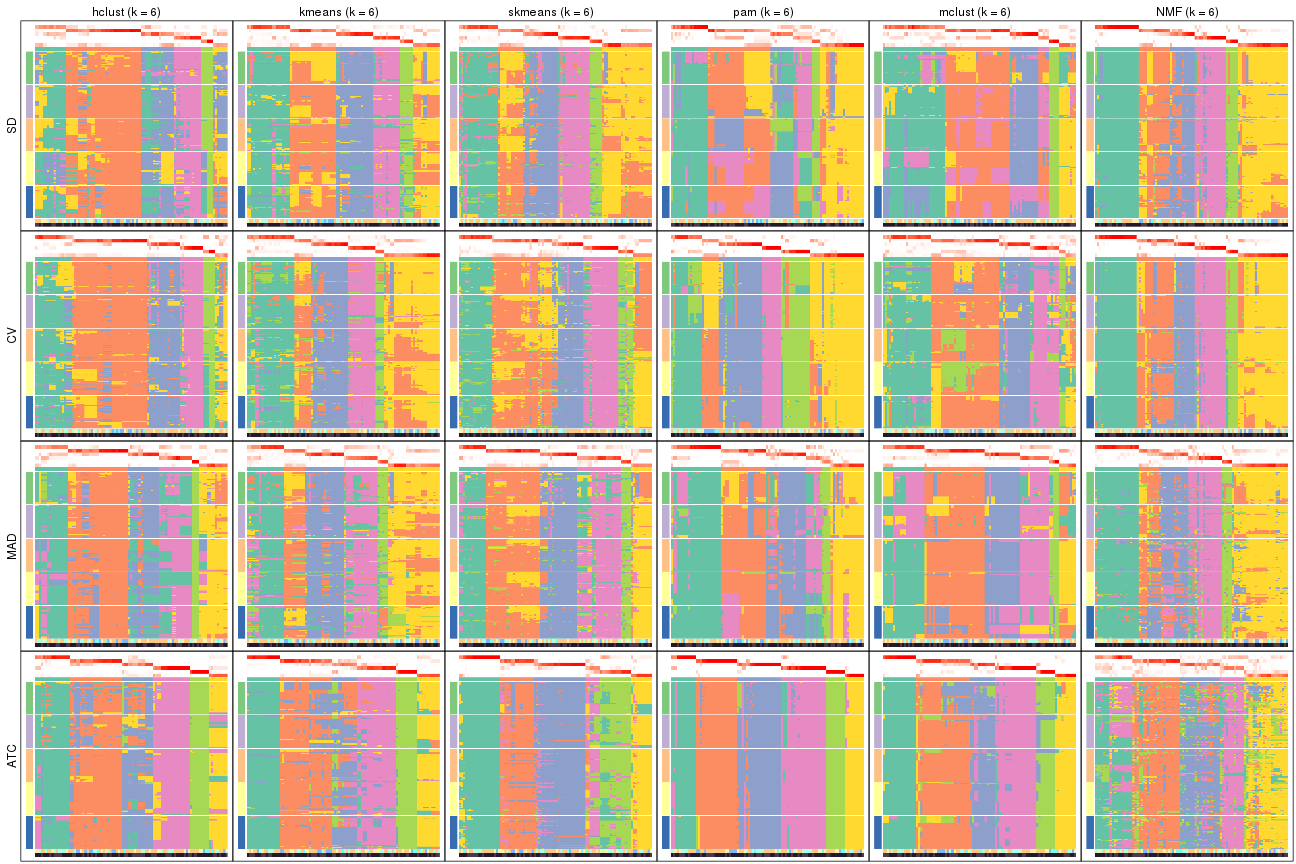 hclust (k = 6)
kmeans (k = 6)
skmeans (k = 6)
pam (k = 6)
mclust (k = 6)
NMF (k = 6)
SD
CV
MAD
ATC